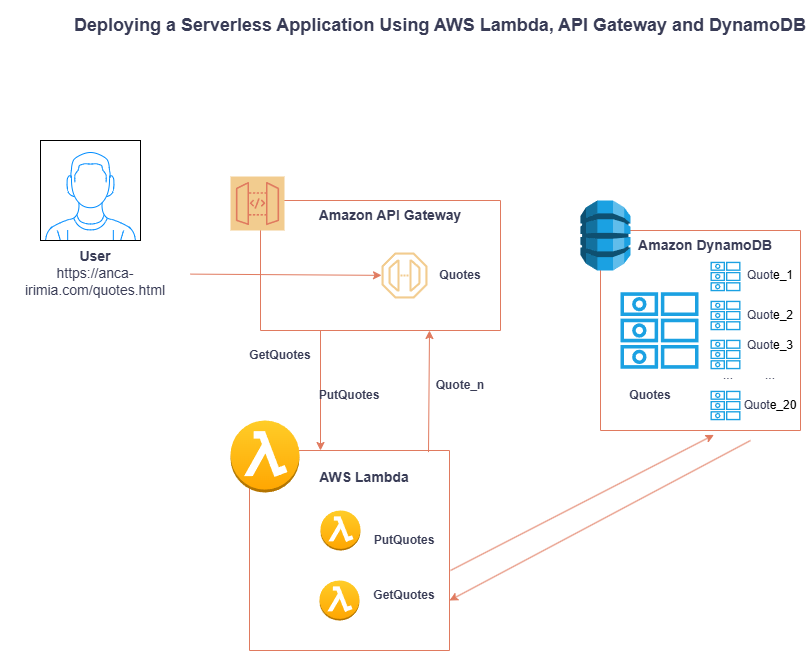 Deploying a Serverless Application Using AWS Lambda, API Gateway and DynamoDB
User
https://anca-
irimia.com/quotes.html
</>
Amazon API Gateway
Quotes
Amazon DynamoDB
Quote_1
Quote_2
Quote_3
... ...
Quotes
Quote_20
GetQuotes
PutQuotes
Quote_n
λ
AWS Lambda
λ
PutQuotes
λ
GetQuotes